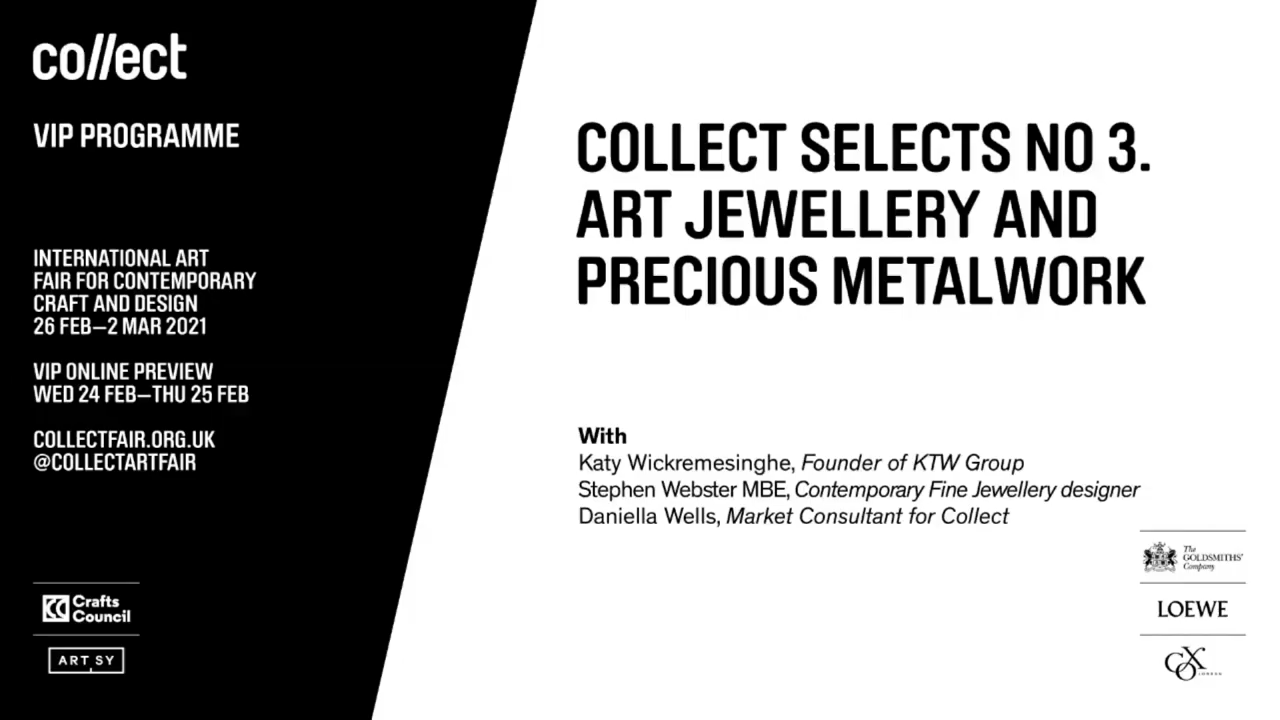 collect
VIP PROGRAMME
INTERNATIONAL ART
FAIR FOR CONTEMPORARY
CRAFT AND DESIGN
26 FEB—2 MAR 2021
VIP ONLINE PREVIEW
WED 24 FEB—THU 25 FEB
COLLECTFAIR.ORG.UK
@COLLECTARTFAIR
Crafts
Council
ARTSY
COLLECT SELECTS NO 3.
ART JEWELLERY AND
PRECIOUS METALWORK
With
Katy Wickremesinghe, Founder of KTW Group
Stephen Webster MBE, Contemporary Fine Jewellery designer
Daniella Wells, Market Consultant for Collect
The
GOLDSMITHS'
Company
LOEWE
COX
LONDON